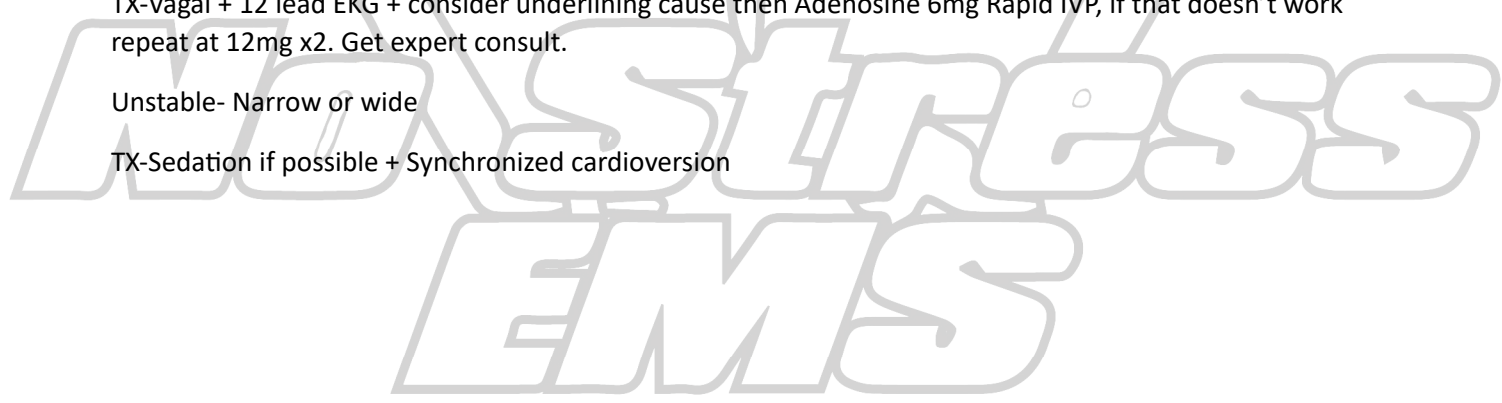 TX-Vagal + 12 lead EKG + consider underlining cause then Adenosine 6mg Rapid IVP, if that doesn't work
repeat at 12mg x2. Get expert consult.
Unstable- Narrow or wide
TX-Sedation if possible + Synchronized cardioversion
No Stress
EMS